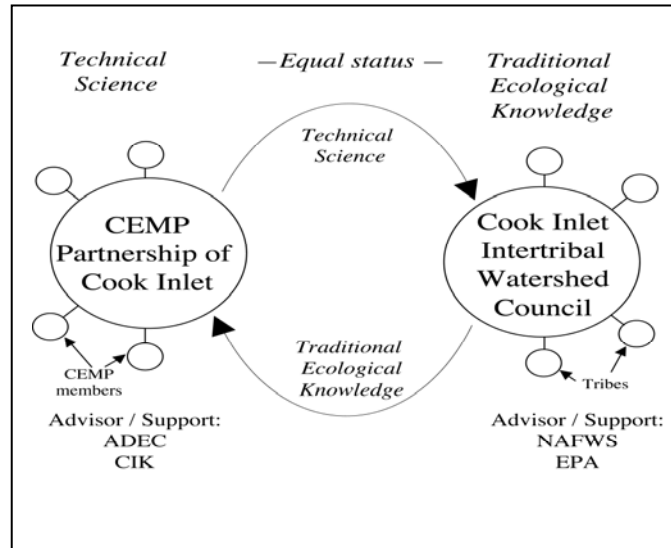 Technical
Science
—Equal status —
Traditional
Ecological
Knowledge
Technical
Science
CEMP
Partnership of
Cook Inlet
Cook Inlet
Intertribal
Watershed
Council
Traditional
Ecological
Knowledge
CEMP
members
Tribes
Advisor / Support:
ADEC
CIK
Advisor / Support:
NAFWS
EPA